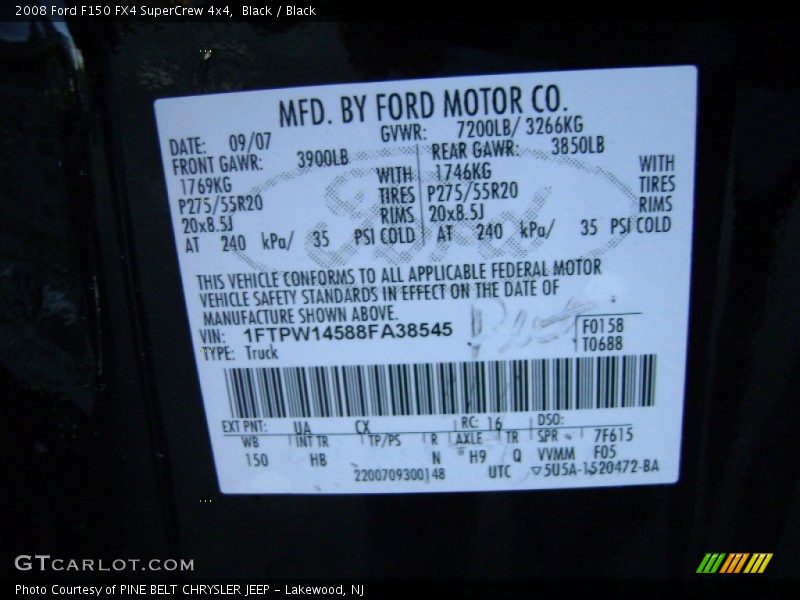 2008 Ford F150 FX4 SuperCrew 4x4,  Black / Black
MFD. BY FORD MOTOR CO.
DATE: 09/07 GVWR: 7200LB/ 3266KG
FRONT GAWR: 3900LB REAR GAWR: 3850LB
1769KG WITH 1746KG WITH
P275/55R20 TIRES P275/55R20 TIRES
20x8.5J RIMS 20x8.5J RIMS
AT 240 kPa/ 35 PSI COLD AT 240 kPa/ 35 PSI COLD
Ford
THIS VEHICLE CONFORMS TO ALL APPLICABLE FEDERAL MOTOR
VEHICLE SAFETY STANDARDS IN EFFECT ON THE DATE OF
MANUFACTURE SHOWN ABOVE.
VIN: 1FTPW14588FA38545 F0158
TYPE: Truck T0688
EXT PNT: UA CX RC: 16 DSO:
WB INT TR TP/PS R AXLE TR SPR 7F615
150 HB N H9 Q VVMM F05
2200709300148 UTC ▽5U5A-1520472-BA
GTCARLOT.COM
Photo Courtesy of PINE BELT CHRYSLER JEEP - Lakewood, NJ